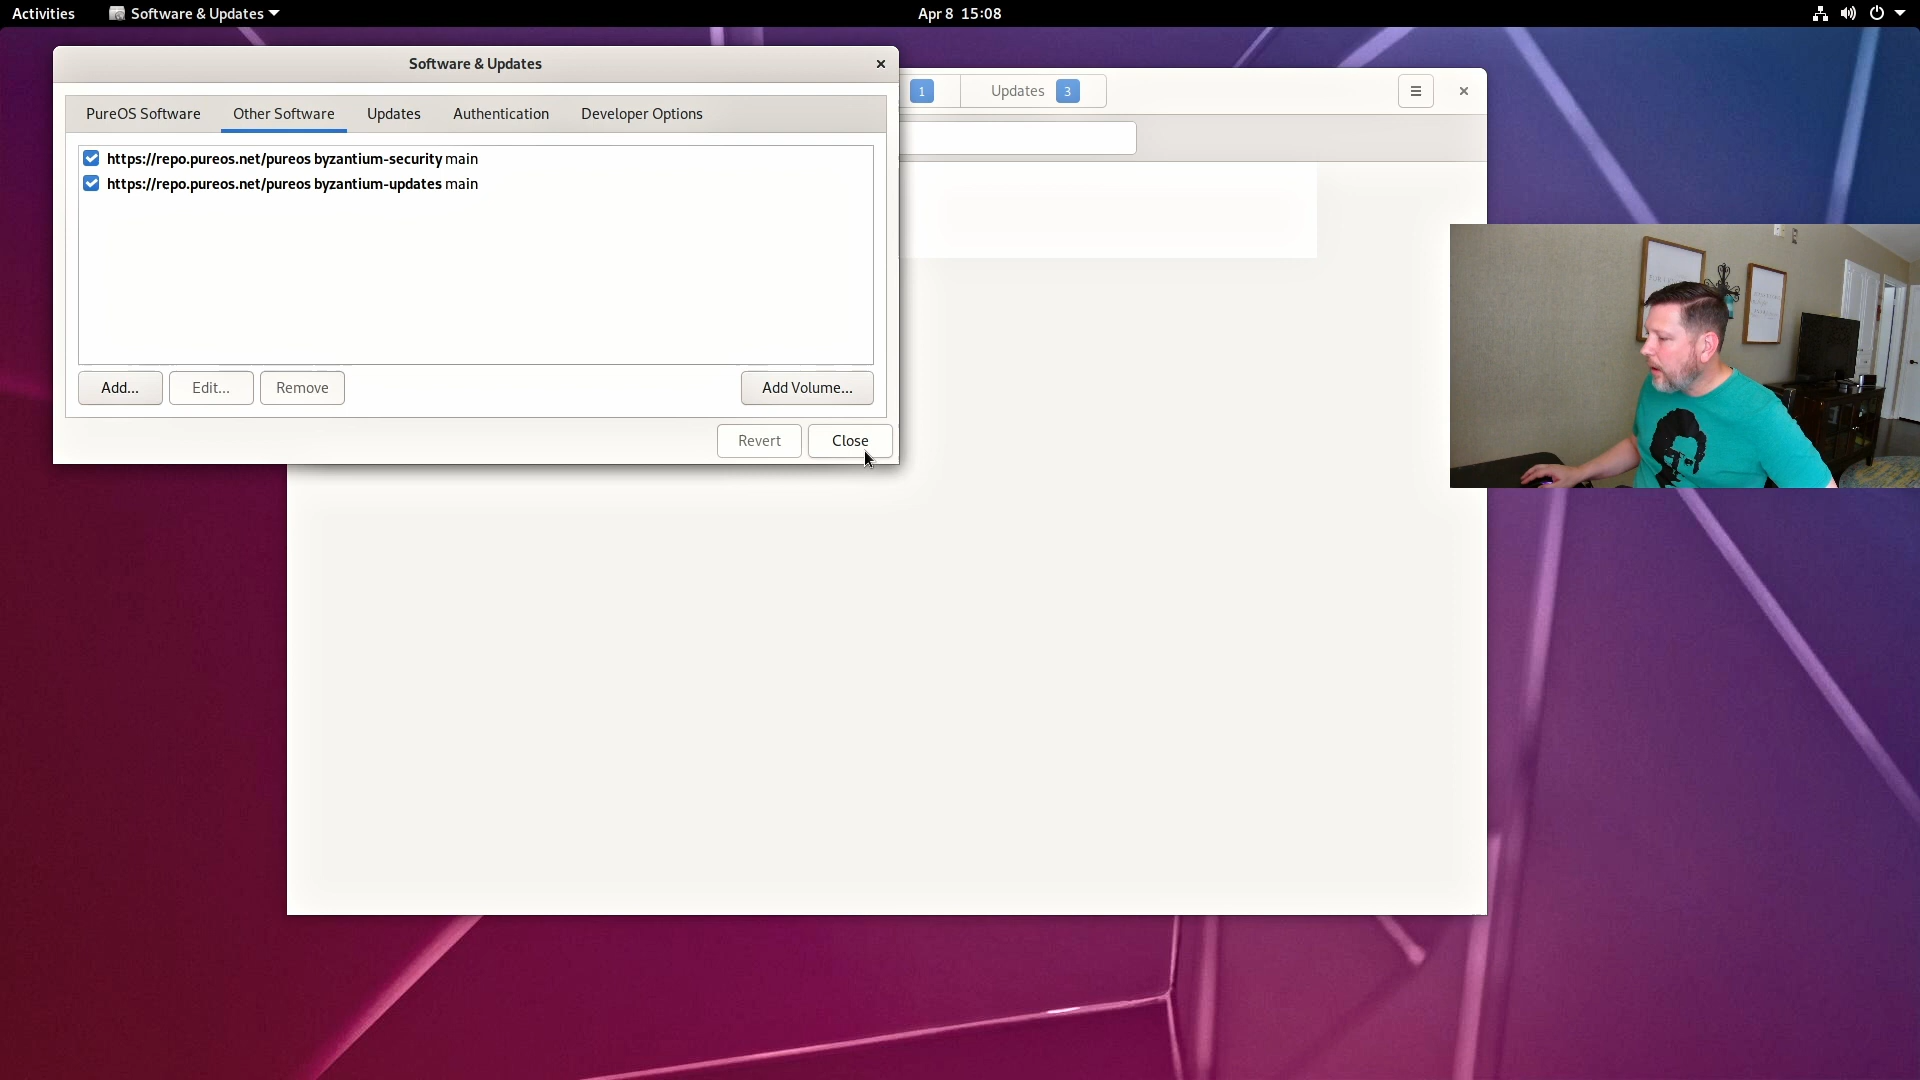 Activities
Software & Updates
Apr 8 15:08
Software & Updates
PureOS Software
Other Software
Updates
Authentication
Developer Options
https://repo.pureos.net/pureos byzantium-security main
https://repo.pureos.net/pureos byzantium-updates main
Add...
Edit...
Remove
Add Volume...
Revert
Close
1
Updates 3